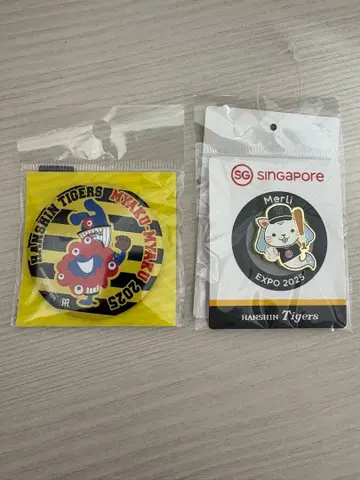 HANSHIN TIGERS MYAKU-MYAKU 2025
SG SINGAPORE
Merli
EXPO 2025
HANSHIN Tigers